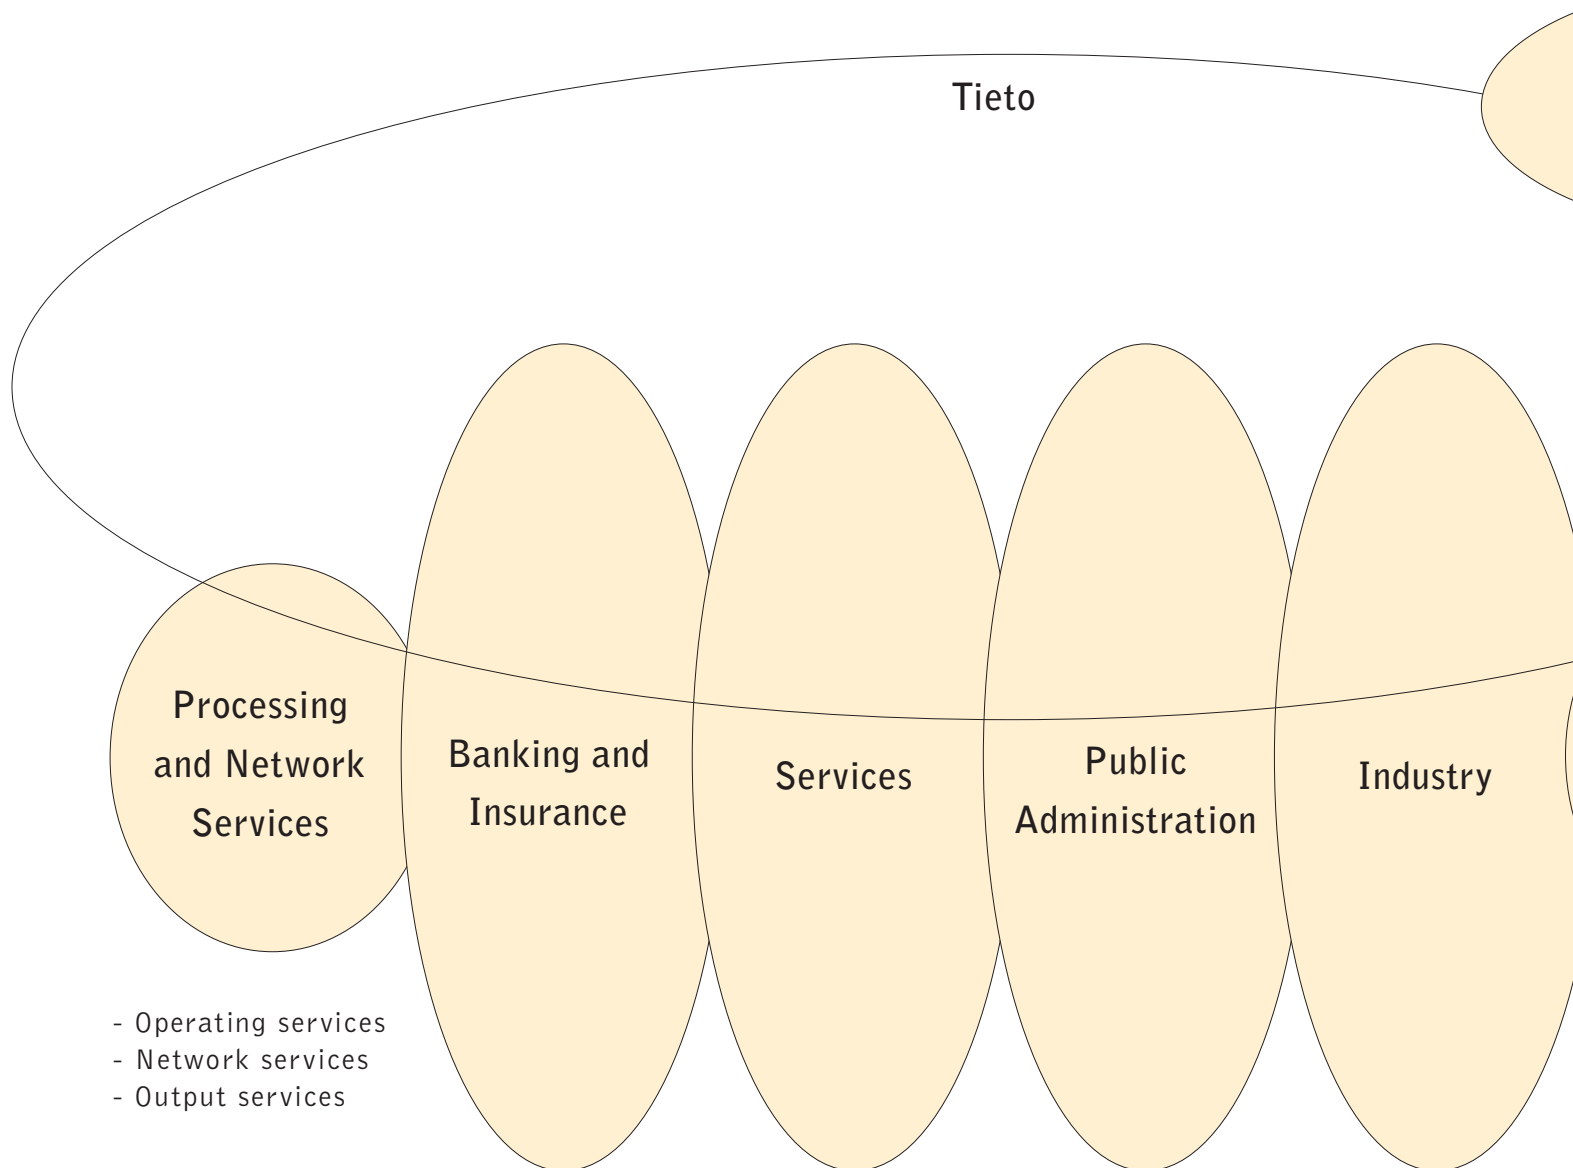 Tieto
Processing
and Network
Services
Banking and
Insurance
Services
Public
Administration
Industry
- Operating services
- Network services
- Output services